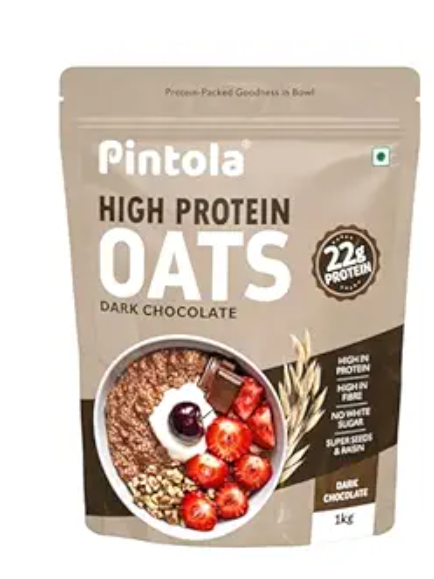 Protein-Packed Goodness in Bowl
Pintola®
HIGH PROTEIN
OATS
DARK CHOCOLATE
22g
PROTEIN
HIGH IN
PROTEIN
HIGH IN
FIBRE
NO WHITE
SUGAR
SUPER SEEDS
& RAISIN
DARK
CHOCOLATE
1kg